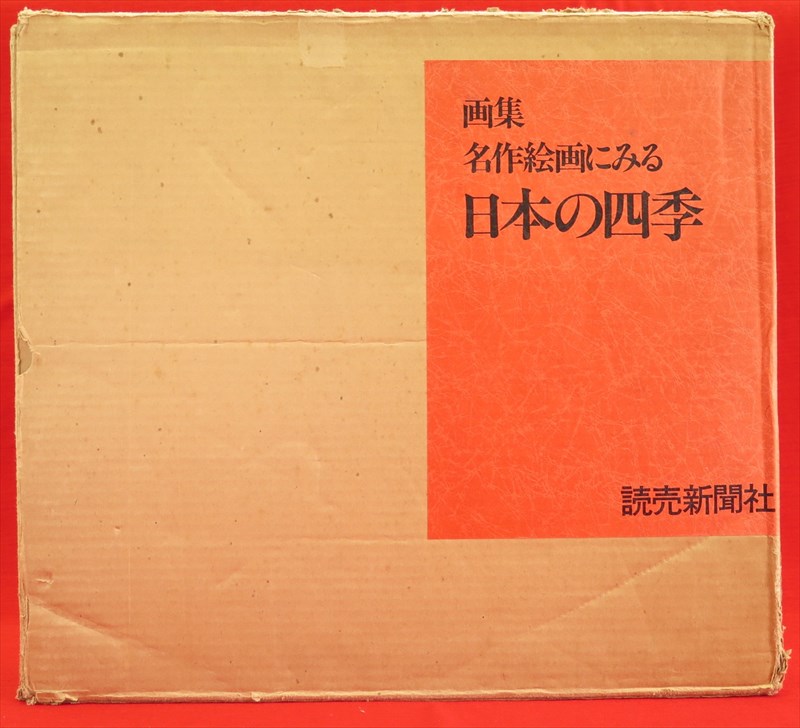 画集
名作絵画にみる
日本の四季
読売新聞社